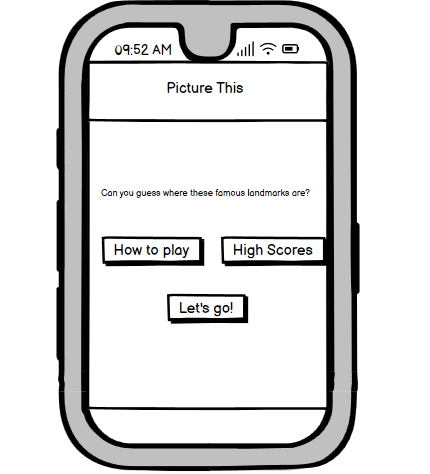 09:52 AM
Picture This
Can you guess where these famous landmarks are?
How to play High Scores
Let's go!